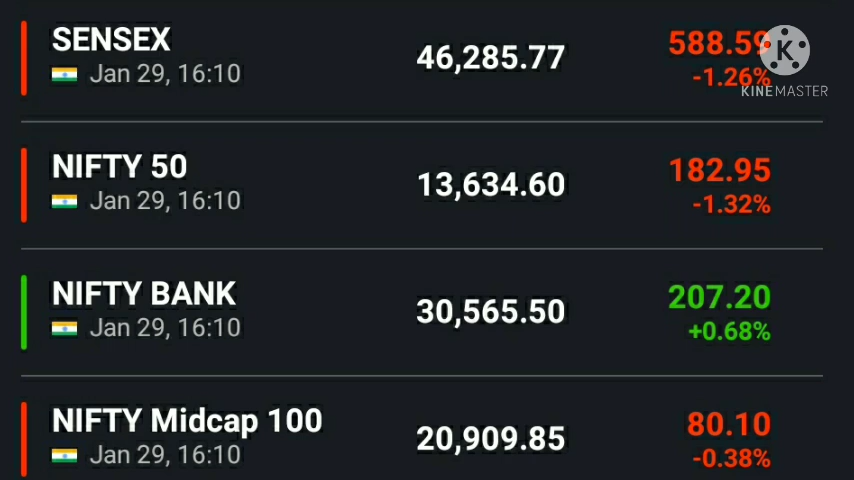 SENSEX
Jan 29, 16:10
46,285.77
588.59
-1.26%
K
KINEMASTER
NIFTY 50
Jan 29, 16:10
13,634.60
182.95
-1.32%
NIFTY BANK
Jan 29, 16:10
30,565.50
207.20
+0.68%
NIFTY Midcap 100
Jan 29, 16:10
20,909.85
80.10
-0.38%